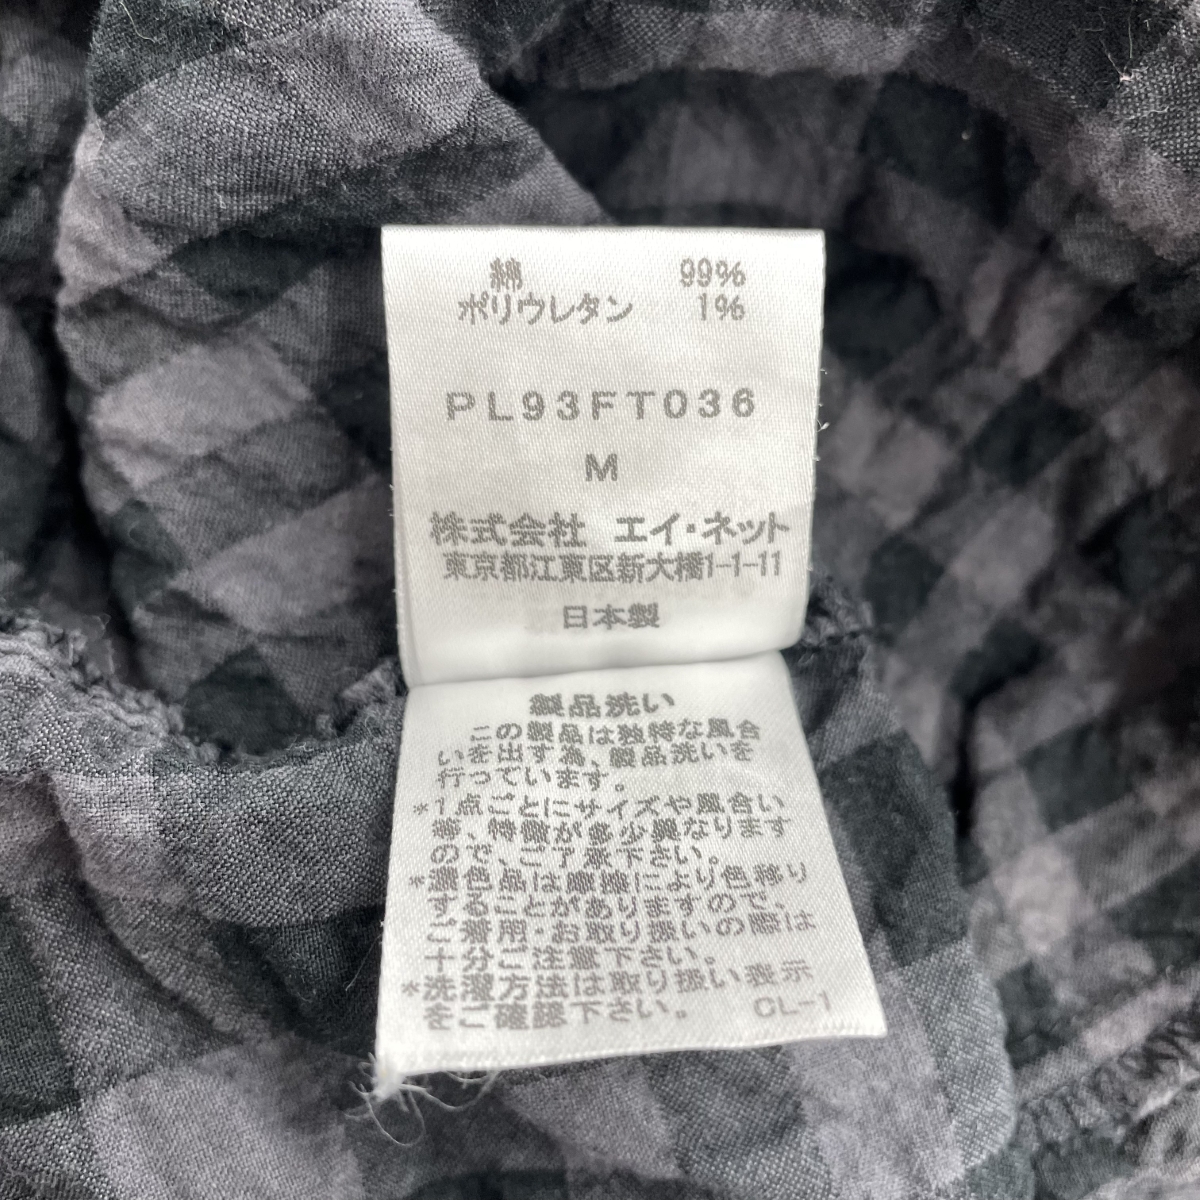 綿 99%
ポリウレタン 1%
PL93FT036
M
株式会社 エイ・ネット
東京都江東区新大橋1-1-11
日本製
製品洗い
この製品は独特な風合
いを出す為、製品洗いを
行っています。
*1点ごとにサイズや風合い
等、特徴が多少異なります
ので、ご了承下さい。
*濃色品は摩擦により色移り
することがありますので、
ご着用・お取り扱いの際は
十分ご注意下さい。
*洗濯方法は取り扱い表示
をご確認下さい。 CL-1